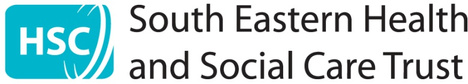 HSC
South Eastern Health
and Social Care Trust